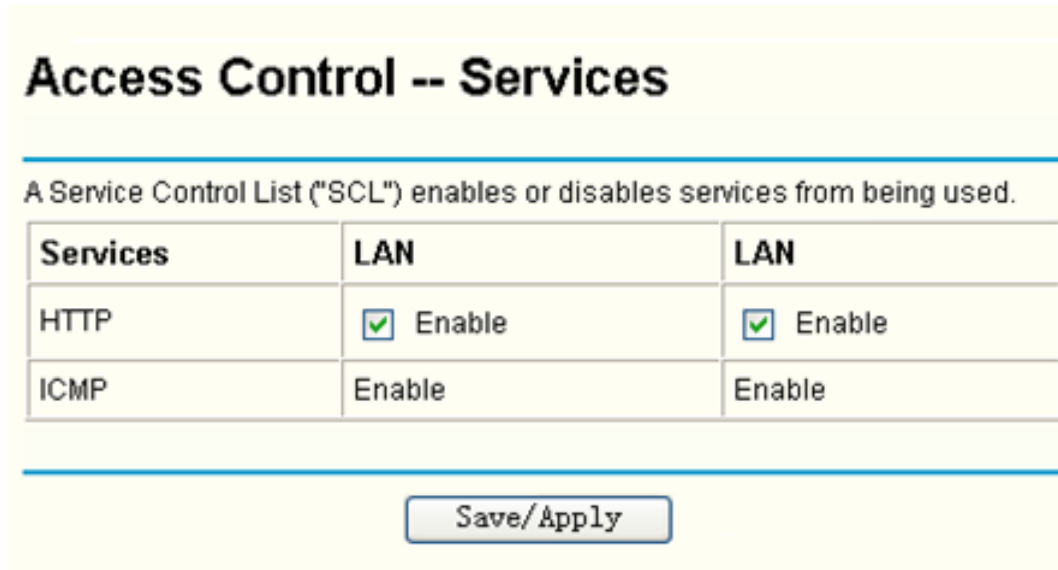 Access Control -- Services
A Service Control List ("SCL") enables or disables services from being used.
Services LAN LAN
HTTP Enable Enable
ICMP Enable Enable
Save/Apply